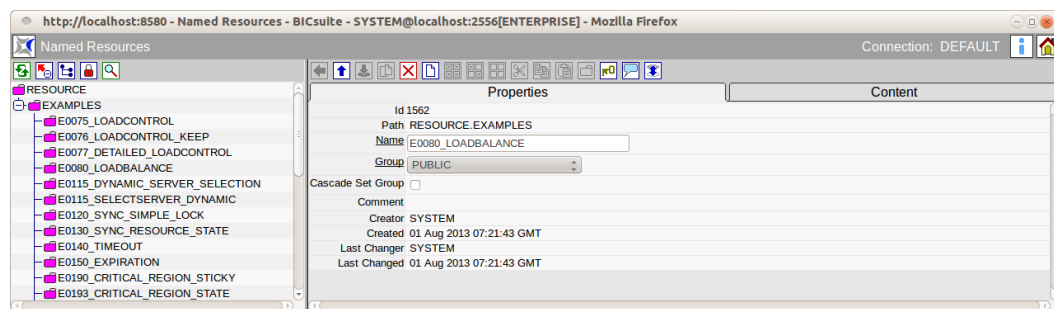 http://localhost:8580 - Named Resources - BICsuite - SYSTEM@localhost:2556[ENTERPRISE] - Mozilla Firefox
Named Resources
Connection: DEFAULT
RESOURCE
EXAMPLES
E0075_LOADCONTROL
E0076_LOADCONTROL_KEEP
E0077_DETAILED_LOADCONTROL
E0080_LOADBALANCE
E0115_DYNAMIC_SERVER_SELECTION
E0115_SELECTSERVER_DYNAMIC
E0120_SYNC_SIMPLE_LOCK
E0130_SYNC_RESOURCE_STATE
E0140_TIMEOUT
E0150_EXPIRATION
E0190_CRITICAL_REGION_STICKY
E0193_CRITICAL_REGION_STATE
Properties
Content
Id 1562
Path RESOURCE.EXAMPLES
Name E0080_LOADBALANCE
Group PUBLIC
Cascade Set Group
Comment
Creator SYSTEM
Created 01 Aug 2013 07:21:43 GMT
Last Changer SYSTEM
Last Changed 01 Aug 2013 07:21:43 GMT